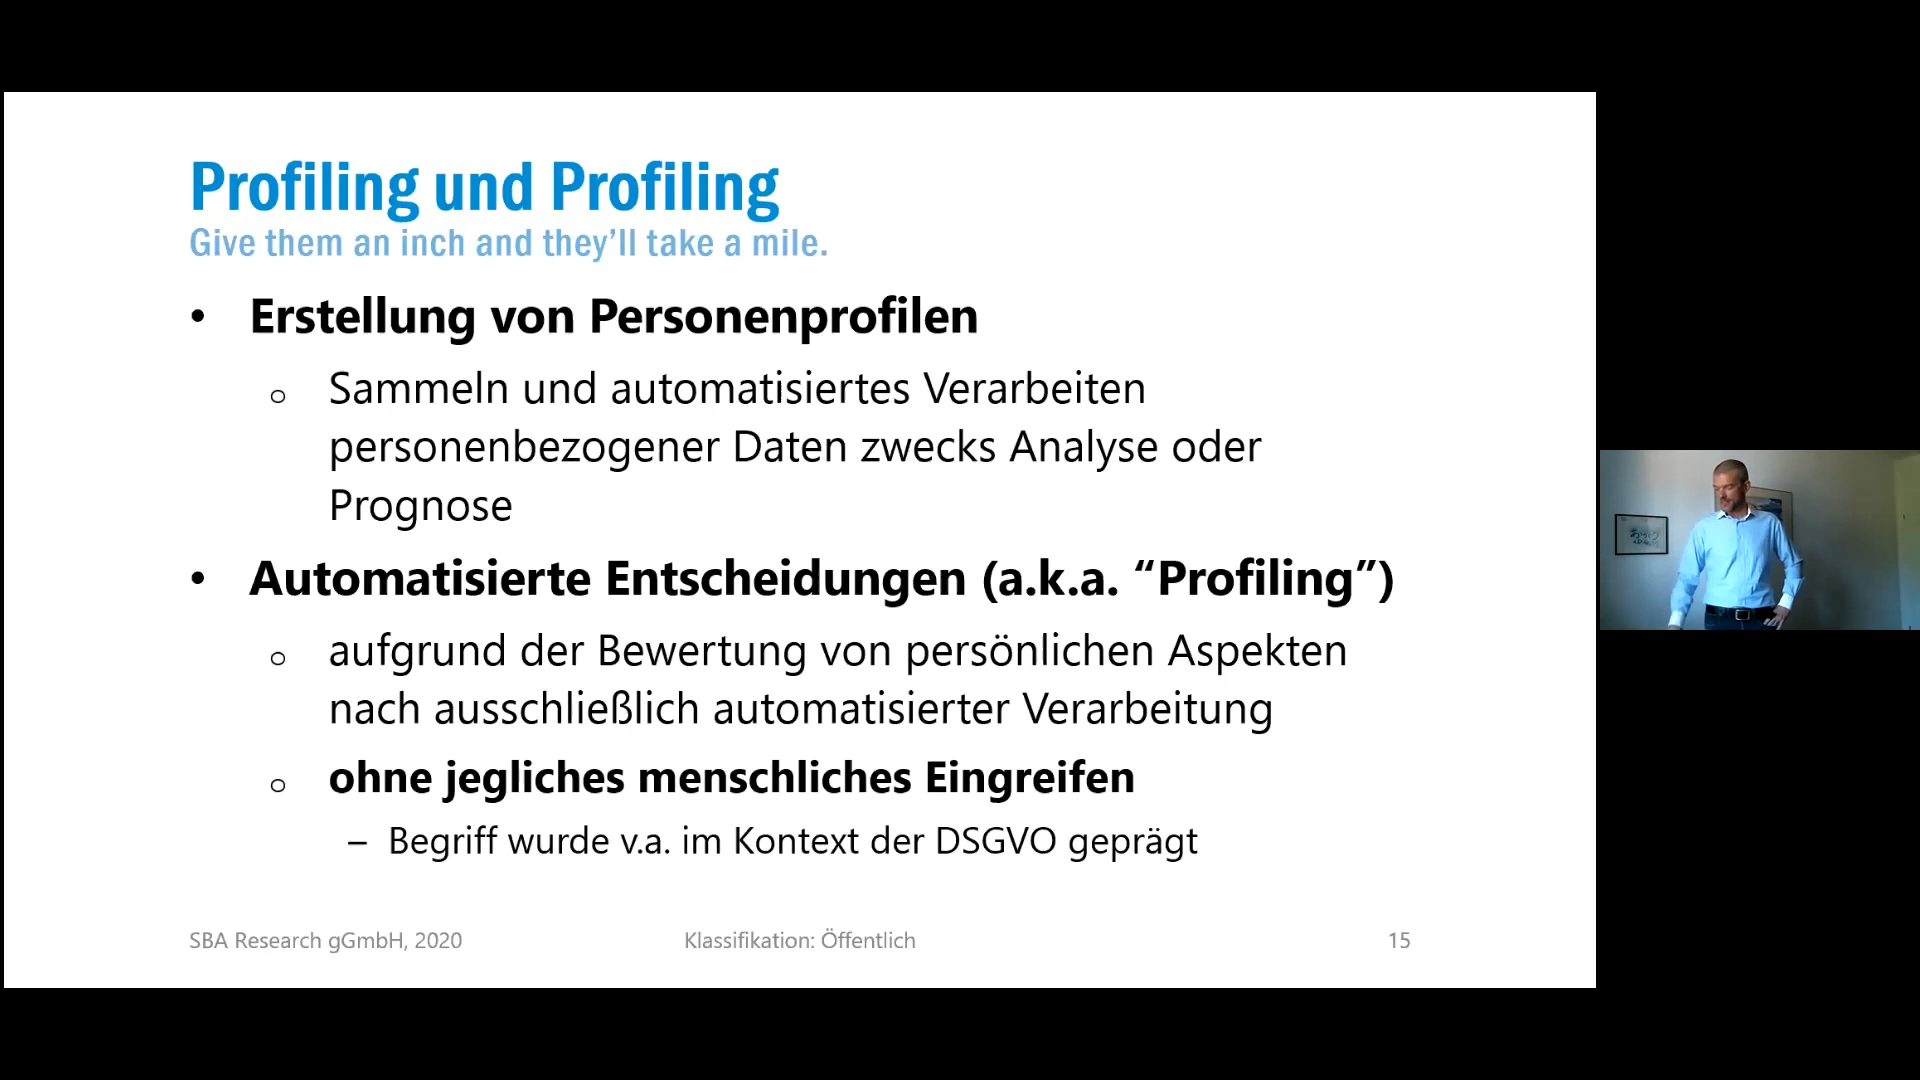 Profiling und Profiling
Give them an inch and they’ll take a mile.
• Erstellung von Personenprofilen
o Sammeln und automatisiertes Verarbeiten
personenbezogener Daten zwecks Analyse oder
Prognose
• Automatisierte Entscheidungen (a.k.a. “Profiling”)
o aufgrund der Bewertung von persönlichen Aspekten
nach ausschließlich automatisierter Verarbeitung
o ohne jegliches menschliches Eingreifen
– Begriff wurde v.a. im Kontext der DSGVO geprägt
SBA Research gGmbH, 2020 Klassifikation: Öffentlich 15